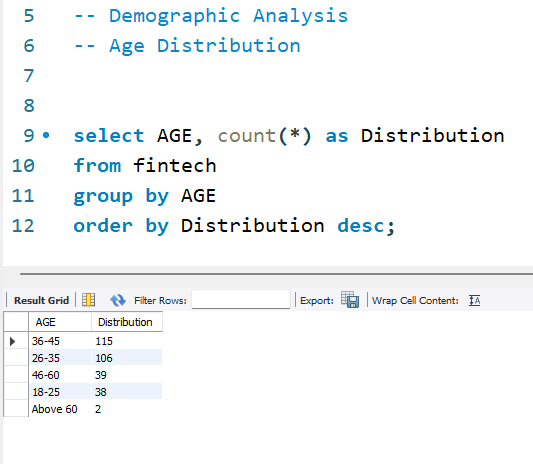 5 -- Demographic Analysis
6 -- Age Distribution
7
8
9 select AGE, count(*) as Distribution
10 from fintech
11 group by AGE
12 order by Distribution desc;
Result Grid Filter Rows: Export: Wrap Cell Content: IA
AGE Distribution
36-45 115
26-35 106
46-60 39
18-25 38
Above 60 2